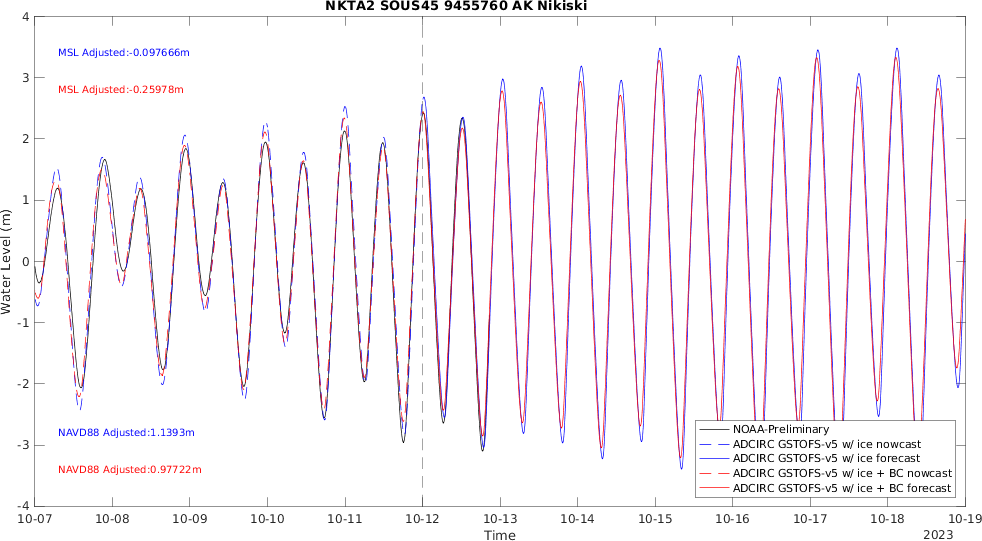 NKTA2 SOUS45 9455760 AK Nikiski
4
3
2
1
0
-1
-2
-3
-4
Water Level (m)
MSL Adjusted:-0.097666m
MSL Adjusted:-0.25978m
NAVD88 Adjusted:1.1393m
NAVD88 Adjusted:0.97722m
NOAA-Preliminary
ADCIRC GSTOFS-v5 w/ ice nowcast
ADCIRC GSTOFS-v5 w/ ice forecast
ADCIRC GSTOFS-v5 w/ ice + BC nowcast
ADCIRC GSTOFS-v5 w/ ice + BC forecast
10-07 10-08 10-09 10-10 10-11 10-12 10-13 10-14 10-15 10-16 10-17 10-18 10-19
Time
2023